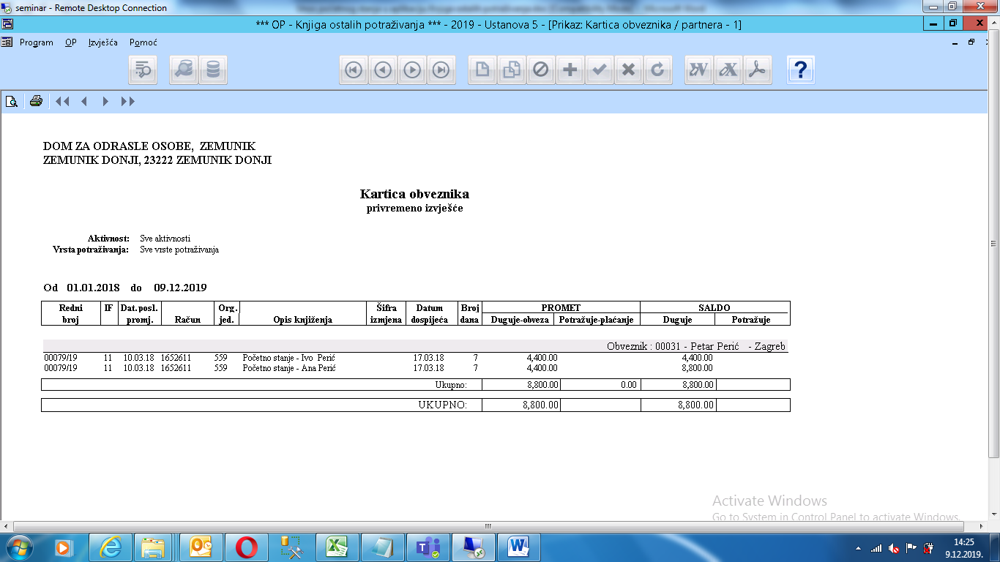 seminar - Remote Desktop Connection
*** OP - Knjiga ostalih potraživanja *** - 2019 - Ustanova 5 - [Prikaz: Kartica obveznika / partnera - 1]
Program OP Izvješća Pomoć
DOM ZA ODRASLE OSOBE, ZEMUNIK
ZEMUNIK DONJI, 23222 ZEMUNIK DONJI
Kartica obveznika
privremeno izvješće
Aktivnost: Sve aktivnosti
Vrsta potraživanja: Sve vrste potraživanja
Od 01.01.2018 do 09.12.2019
Redni IF Dat. posl. Org. Šifra Datum Broj PROMET SALDO
broj promj. Račun jed. Opis knjiženja izmjena dospijeća dana Duguje-obveza Potražuje-plaćanje Duguje Potražuje
Obveznik : 00031 - Petar Perić - Zagreb
00079/19 11 10.03.18 1652611 559 Početno stanje - Ivo Perić 17.03.18 7 4,400.00 4,400.00
00079/19 11 10.03.18 1652611 559 Početno stanje - Ana Perić 17.03.18 7 4,400.00 8,800.00
Ukupno: 8,800.00 0.00 8,800.00
UKUPNO: 8,800.00 8,800.00
Activate Windows
Go to System in Control Panel to activate Windows.
14:25
9.12.2019.